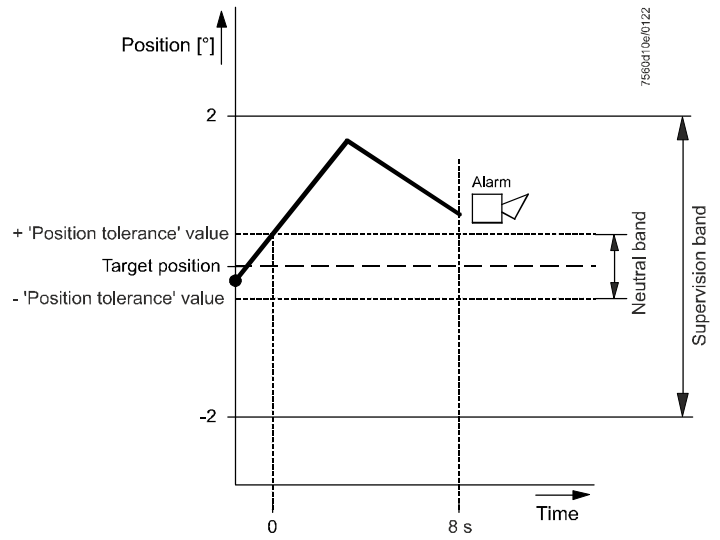 Position [°]
7560d10e/0122
2
Alarm
+ 'Position tolerance' value
Target position
- 'Position tolerance' value
Neutral band
Supervision band
-2
Time
0
8 s